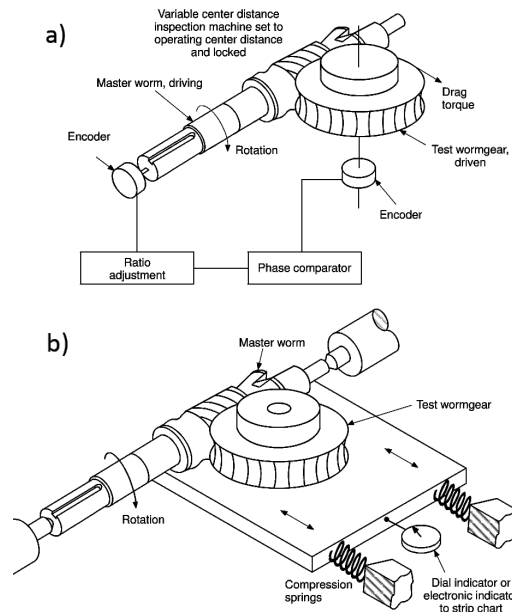 a)
Variable center distance
inspection machine set to
operating center distance
and locked
Master worm, driving
Drag
torque
Encoder
Rotation
Test wormgear,
driven
Encoder
Ratio
adjustment
Phase comparator
b)
Master worm
Test wormgear
Rotation
Compression
springs
Dial indicator or
electronic indicato
to strip chart